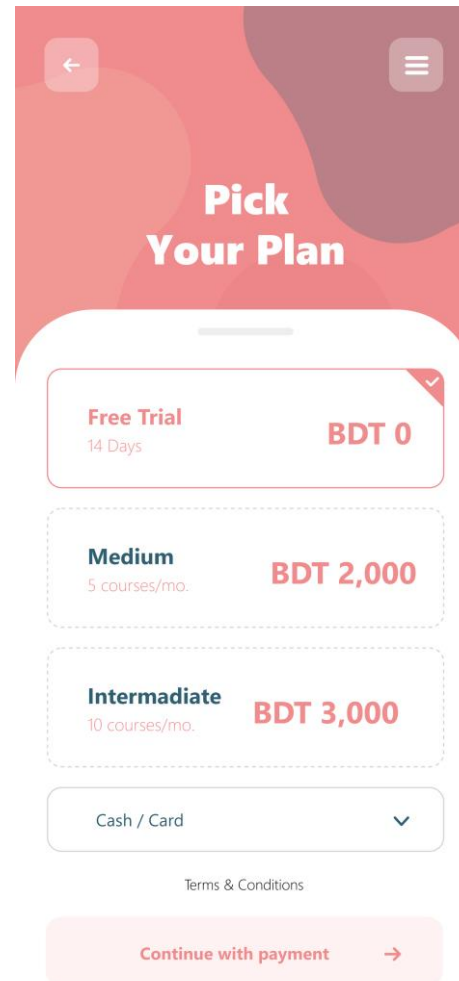 Pick
Your Plan
Free Trial
14 Days
BDT 0
Medium
5 courses/mo.
BDT 2,000
Intermadiate
10 courses/mo.
BDT 3,000
Cash / Card
Terms & Conditions
Continue with payment